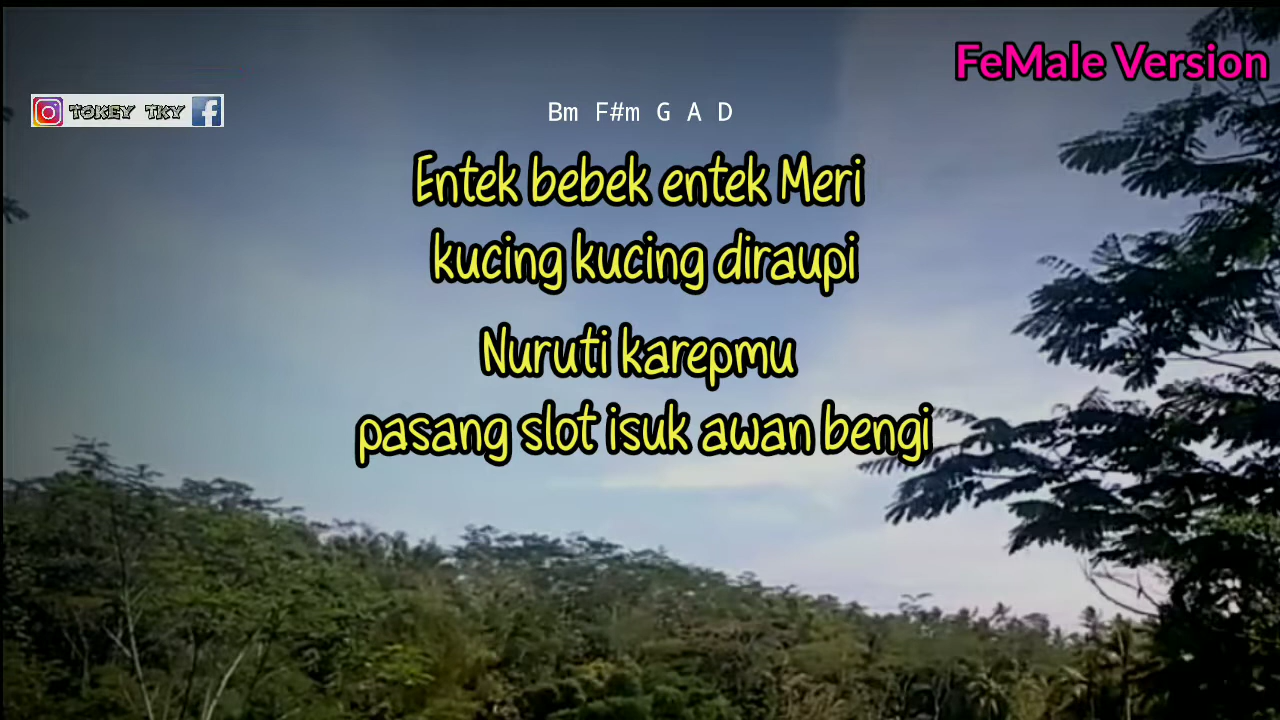 FeMale Version
TOKEY TKY
Bm F#m G A D
Entek bebek entek Meri
kucing kucing diraupi
Nuruti karepmu
pasang slot isuk awan bengi